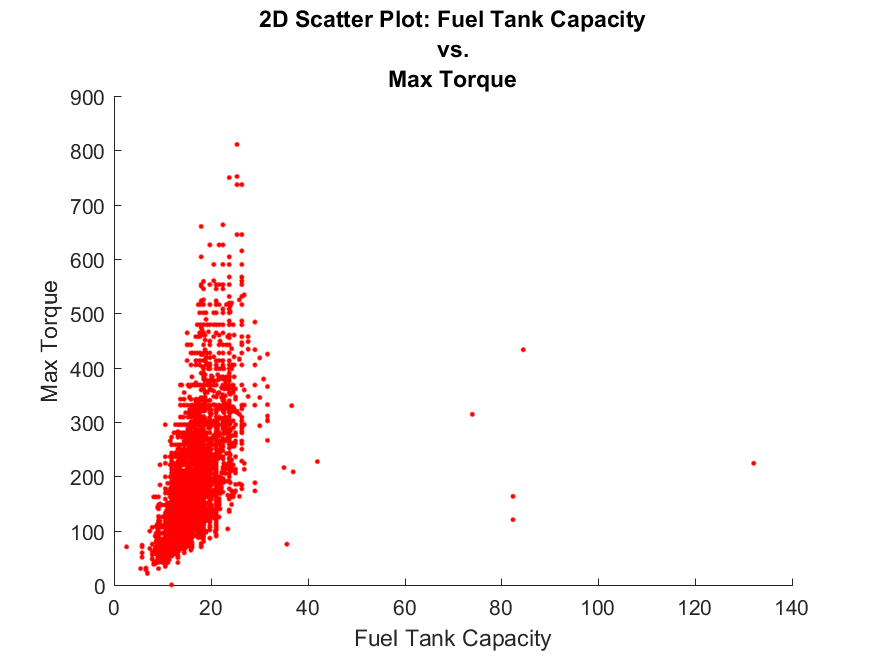 2D Scatter Plot: Fuel Tank Capacity
vs.
Max Torque
900
800
700
600
500
400
300
200
100
0
Max Torque
0 20 40 60 80 100 120 140
Fuel Tank Capacity